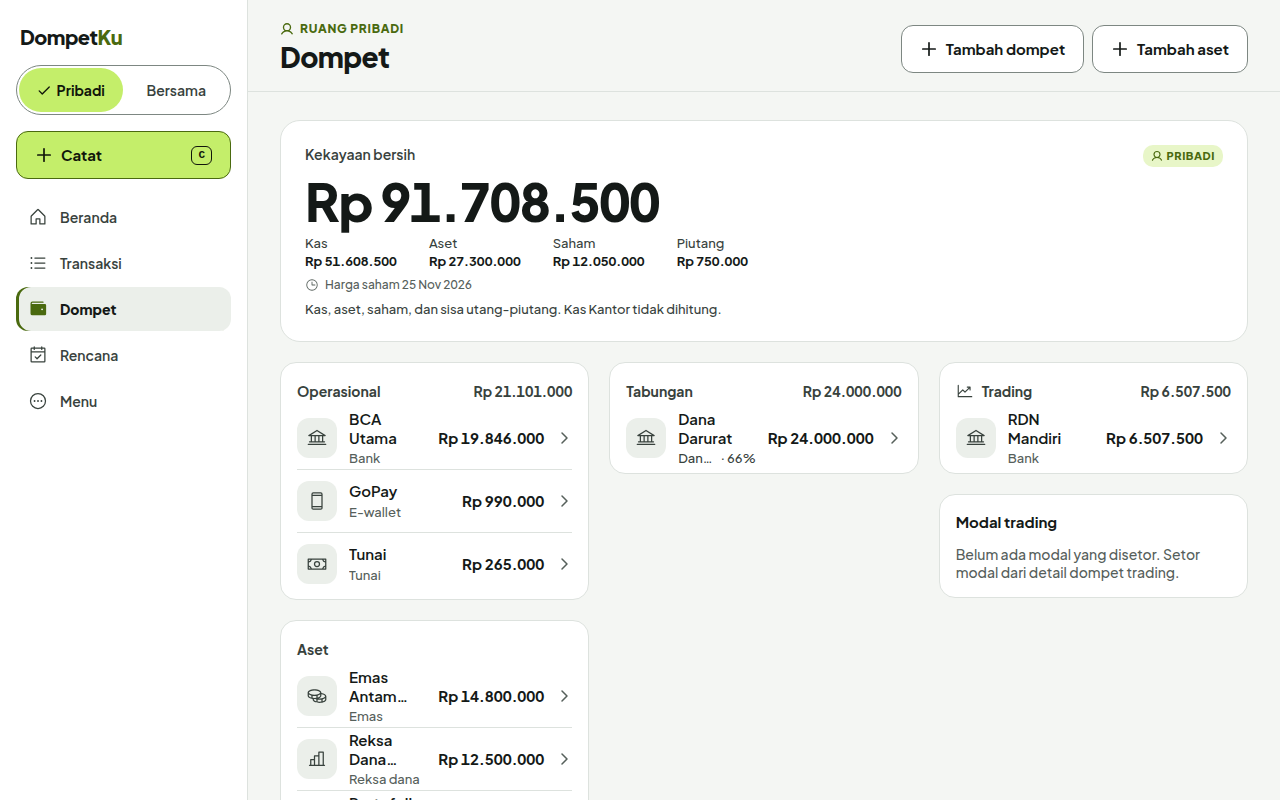 DompetKu
Pribadi
Bersama
Catat
C
Beranda
Transaksi
Dompet
Rencana
Menu
RUANG PRIBADI
Dompet
Tambah dompet
Tambah aset
Kekayaan bersih
PRIBADI
Rp 91.708.500
Kas Aset Saham Piutang
Rp 51.608.500 Rp 27.300.000 Rp 12.050.000 Rp 750.000
Harga saham 25 Nov 2026
Kas, aset, saham, dan sisa utang-piutang. Kas Kantor tidak dihitung.
Operasional Rp 21.101.000
BCA
Utama
Rp 19.846.000
Bank
GoPay
Rp 990.000
E-wallet
Tunai
Rp 265.000
Tunai
Tabungan Rp 24.000.000
Dana
Darurat
Rp 24.000.000
Dan... · 66%
Trading Rp 6.507.500
RDN
Mandiri
Rp 6.507.500
Bank
Modal trading
Belum ada modal yang disetor. Setor
modal dari detail dompet trading.
Aset
Emas
Antam...
Rp 14.800.000
Emas
Reksa
Dana...
Rp 12.500.000
Reksa dana